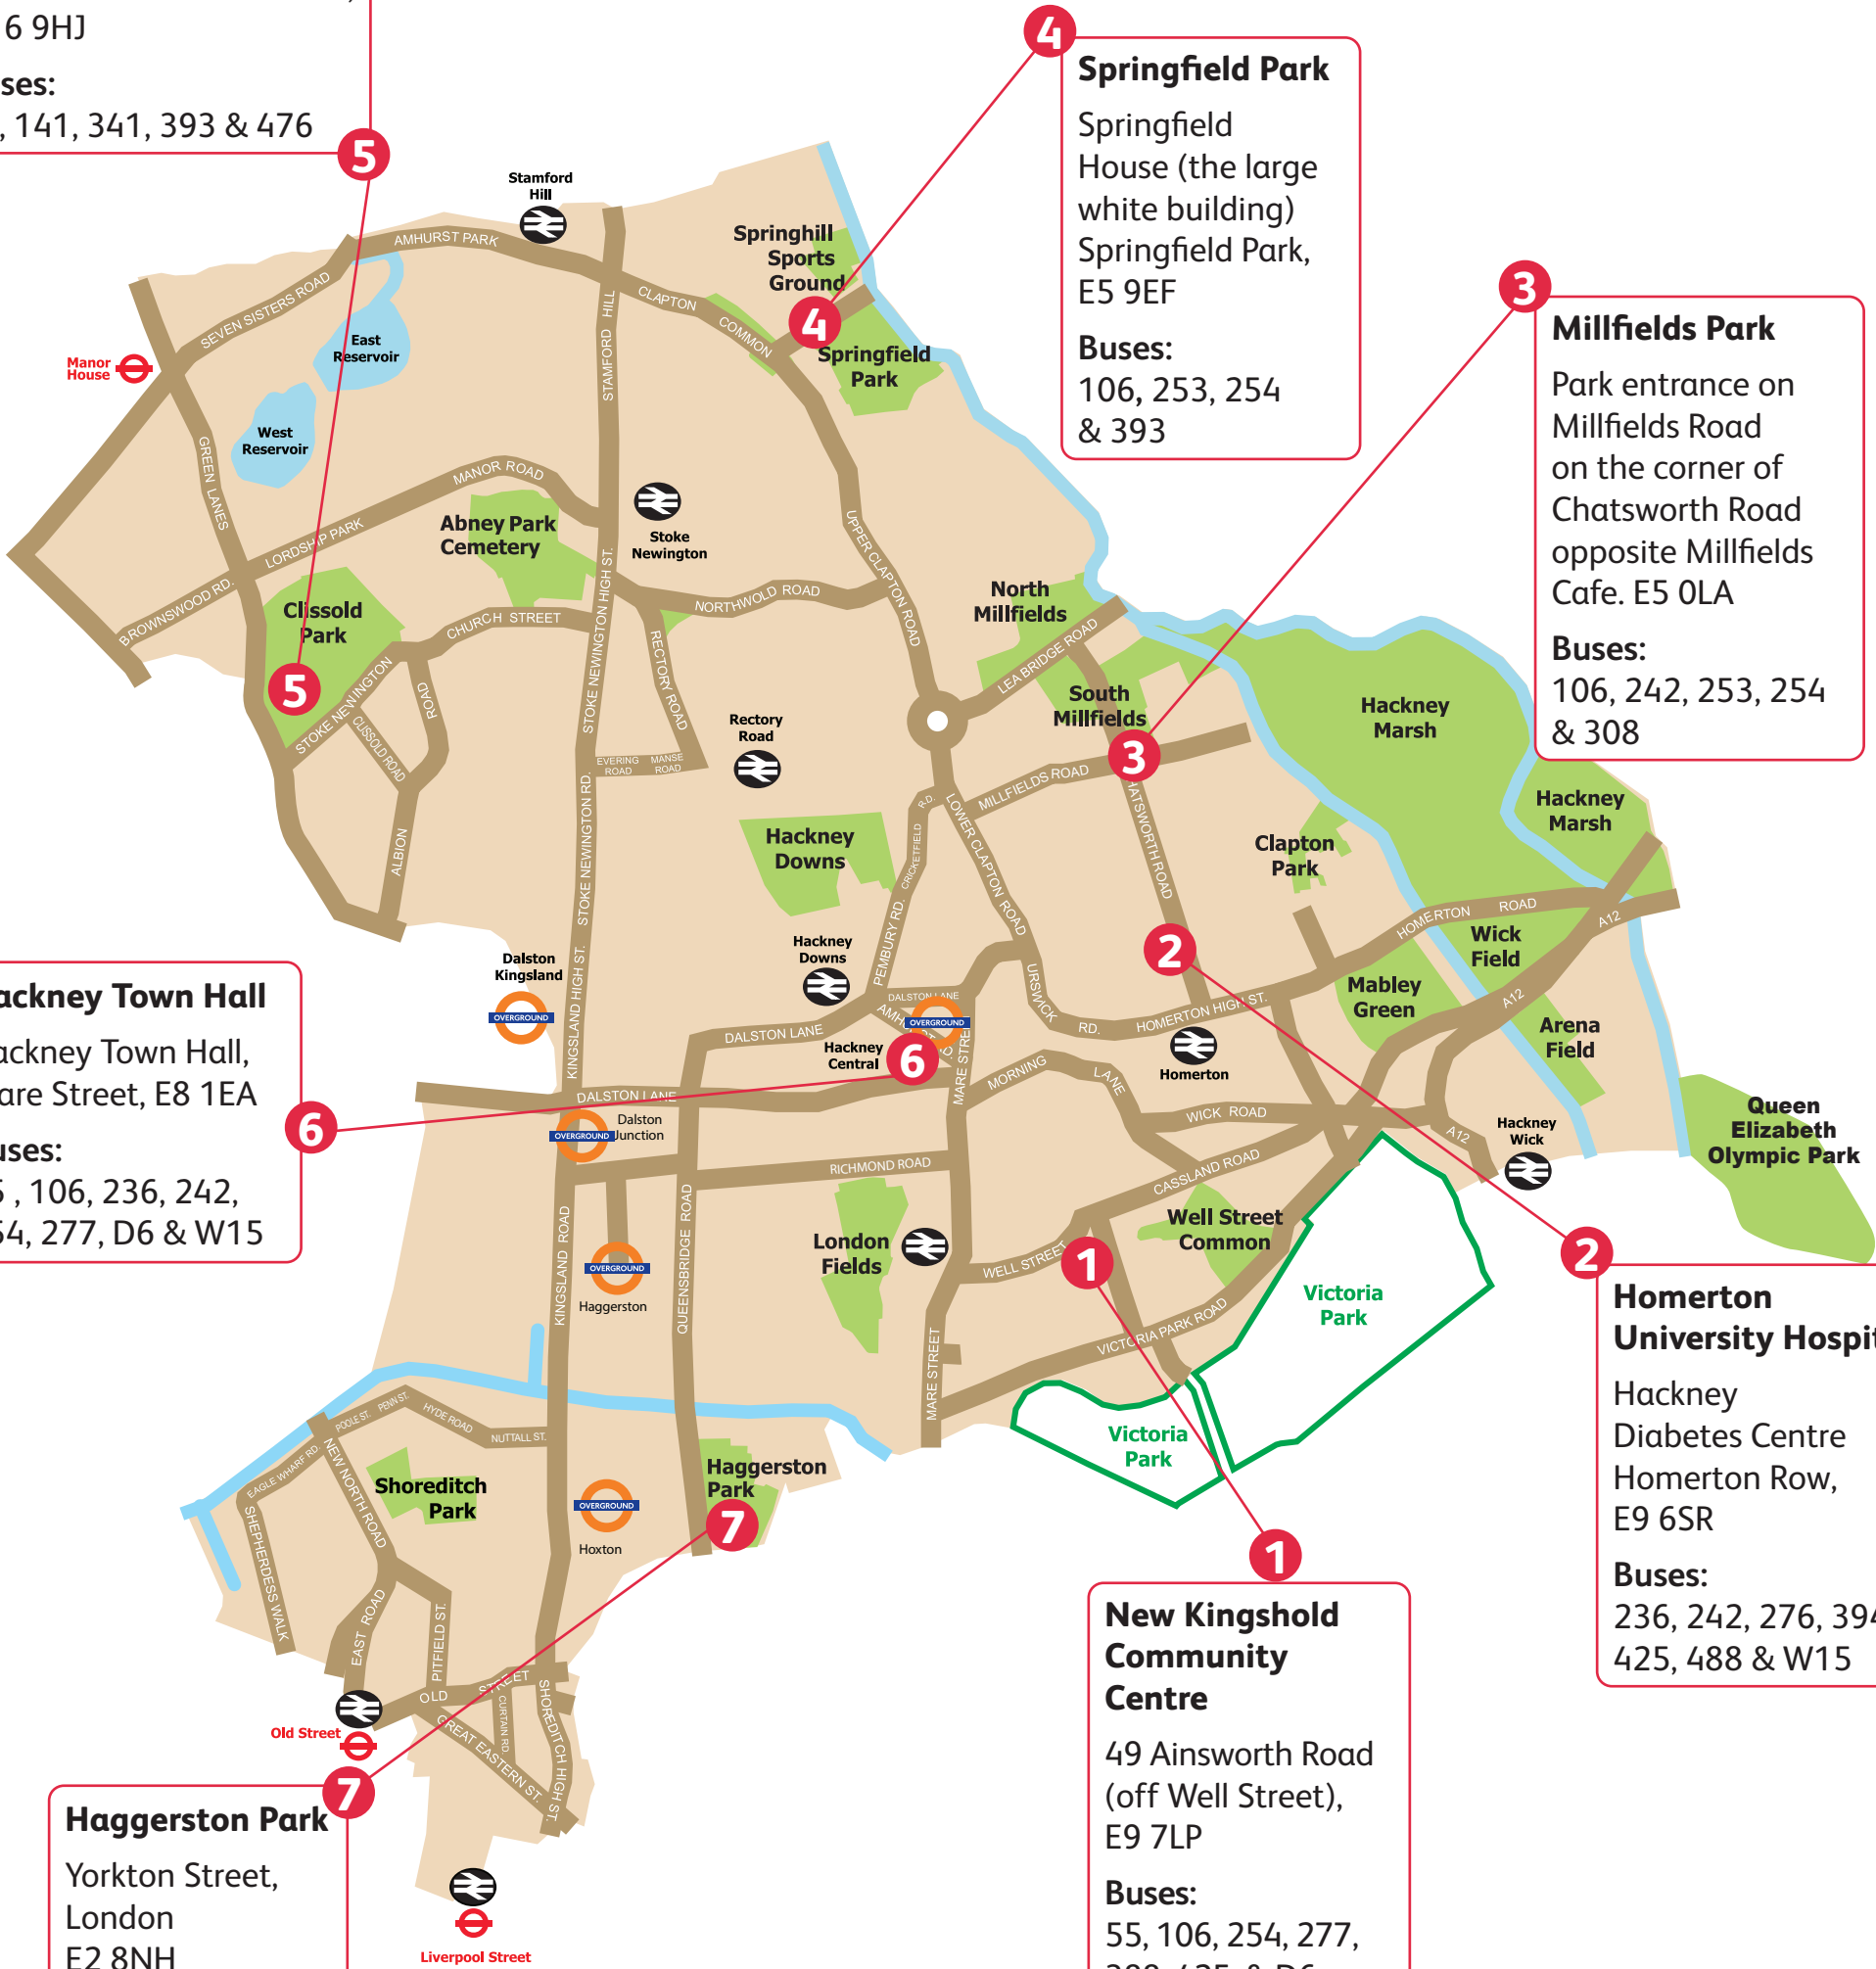 6 9HJ
ses:
, 141, 341, 393 & 476
5
4
Springfield Park
Springfield
House (the large
white building)
Springfield Park,
E5 9EF
Buses:
106, 253, 254
& 393
3
Millfields Park
Park entrance on
Millfields Road
on the corner of
Chatsworth Road
opposite Millfields
Cafe. E5 0LA
Buses:
106, 242, 253, 254
& 308
Stamford
Hill
AMHURST PARK
SEVEN SISTERS ROAD
Springhill
Sports
Ground
4
Springfield
Park
CLAPTON
COMMON
STAMFORD HILL
Manor
House
East
Reservoir
West
Reservoir
GREEN LANES
MANOR ROAD
LORDSHIP PARK
BROWNSWOOD RD.
Abney Park
Cemetery
Stoke
Newington
UPPER CLAPTON ROAD
NORTHWOLD ROAD
Clissold
Park
5
CHURCH STREET
STOKE NEWINGTON
ROAD
CLISSOLD ROAD
ALBION
STOKE NEWINGTON HIGH ST.
RECTORY ROAD
Rectory
Road
EVERING
ROAD
MANSE
ROAD
STOKE NEWINGTON RD.
North
Millfields
LEA BRIDGE ROAD
South
Millfields
3
MILLFIELDS ROAD
HATSWORTH ROAD
Hackney
Marsh
Hackney
Marsh
Clapton
Park
Hackney
Downs
CRICKETFIELD
R.D.
LOWER CLAPTON ROAD
PEMBURY RD.
Hackney
Downs
2
HOMERTON ROAD
A12
Wick
Field
Mabley
Green
A12
Arena
Field
Dalston
Kingsland
OVERGROUND
KINGSLAND HIGH ST.
DALSTON LANE
DALSTON LANE
AMH
D
OVERGROUND
Hackney
Central
6
MARE STREE
URSWICK
RD.
HOMERTON HIGH ST.
Homerton
MORNING
LANE
WICK ROAD
A12
Hackney
Wick
Queen
Elizabeth
Olympic Park
ackney Town Hall
ackney Town Hall,
are Street, E8 1EA
uses:
5 , 106, 236, 242,
54, 277, D6 & W15
6
DALSTON LANE
Dalston
Junction
OVERGROUND
RICHMOND ROAD
CASSLAND ROAD
Well Street
Common
WELL STREET
1
London
Fields
OVERGROUND
Haggerston
KINGSLAND ROAD
QUEENSBRIDGE ROAD
MARE STREET
VICTORIA PARK ROAD
Victoria
Park
Victoria
Park
2
Homerton
University Hospit
Hackney
Diabetes Centre
Homerton Row,
E9 6SR
Buses:
236, 242, 276, 394
425, 488 & W15
POOLE ST.
PENN ST.
HYDE ROAD
NUTTALL ST.
EAGLE WHARF RD.
NEW NORTH ROAD
SHEPHERDESS WALK
Shoreditch
Park
OVERGROUND
Hoxton
Haggerston
Park
7
EAST ROAD
PITFIELD ST.
OLD STREET
CURTAIN RD
GREAT EASTERN ST.
SHOREDITCH HIGH ST.
Old Street
Liverpool Street
7
Haggerston Park
Yorkton Street,
London
E2 8NH
1
New Kingshold
Community
Centre
49 Ainsworth Road
(off Well Street),
E9 7LP
Buses:
55, 106, 254, 277,